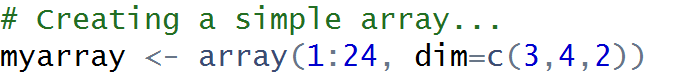 # Creating a simple array...
myarray <- array(1:24, dim=c(3,4,2))